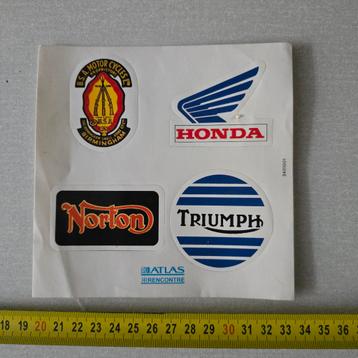 B.S.A. MOTOR CYCLES Ltd
BIRMINGHAM
HONDA
Norton
TRIUMPH
ATLAS
RENCONTRE
18 19 20 21 22 23 24 25 26 27 28 29 30 31 32 33 34 35 36